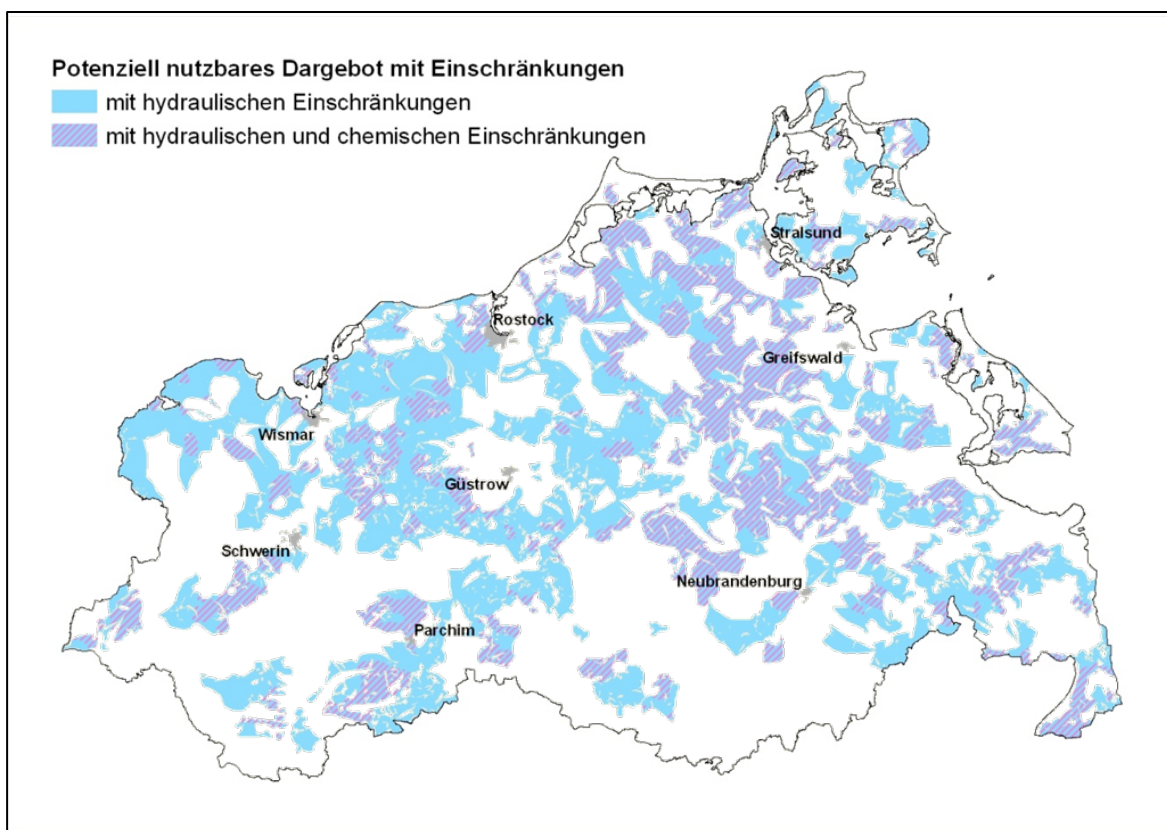 Potenziell nutzbares Dargebot mit Einschränkungen
mit hydraulischen Einschränkungen
mit hydraulischen und chemischen Einschränkungen
Stralsund
Rostock
Greifswald
Wismar
Güstrow
Schwerin
Neubrandenburg
Parchim